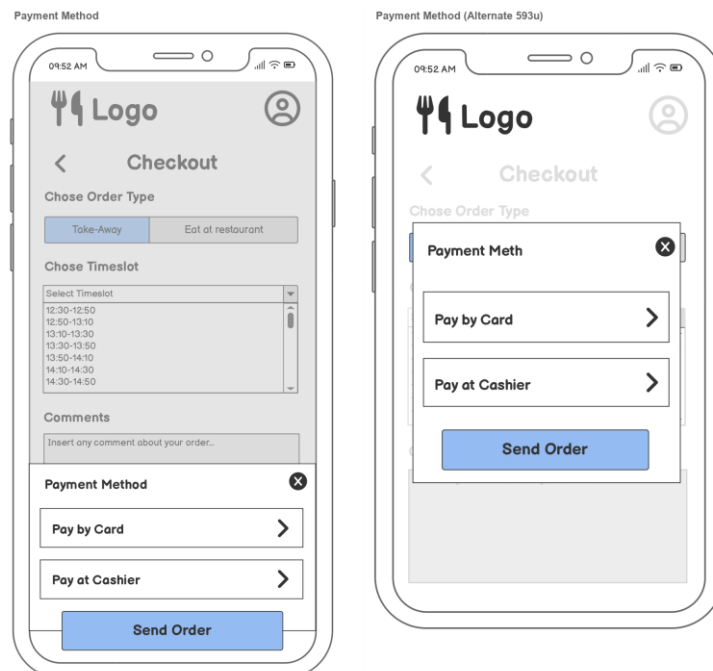 Payment Method
09:52 AM
Logo
Checkout
Chose Order Type
Take-Away Eat at restaurant
Chose Timeslot
Select Timeslot
12:30-12:50
12:50-13:10
13:10-13:30
13:30-13:50
13:50-14:10
14:10-14:30
14:30-14:50
Comments
Insert any comment about your order...
Payment Method
Pay by Card
Pay at Cashier
Send Order
Payment Method (Alternate 593u)
09:52 AM
Logo
Checkout
Chose Order Type
Payment Meth
Pay by Card
Pay at Cashier
Send Order